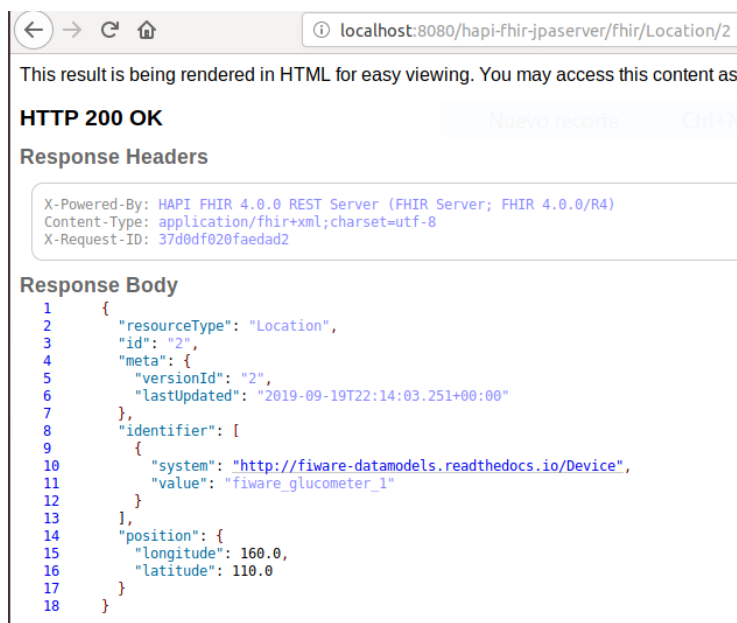 localhost:8080/hapi-fhir-jpaserver/fhir/Location/2
This result is being rendered in HTML for easy viewing. You may access this content as
HTTP 200 OK
Nuevo recorte Ctrl+N
Response Headers
X-Powered-By: HAPI FHIR 4.0.0 REST Server (FHIR Server; FHIR 4.0.0/R4)
Content-Type: application/fhir+xml;charset=utf-8
X-Request-ID: 37d0df020faedad2
Response Body
1 {
2 "resourceType": "Location",
3 "id": "2",
4 "meta": {
5 "versionId": "2",
6 "lastUpdated": "2019-09-19T22:14:03.251+00:00"
7 },
8 "identifier": [
9 {
10 "system": "http://fiware-datamodels.readthedocs.io/Device",
11 "value": "fiware_glucometer_1"
12 }
13 ],
14 "position": {
15 "longitude": 160.0,
16 "latitude": 110.0
17 }
18 }